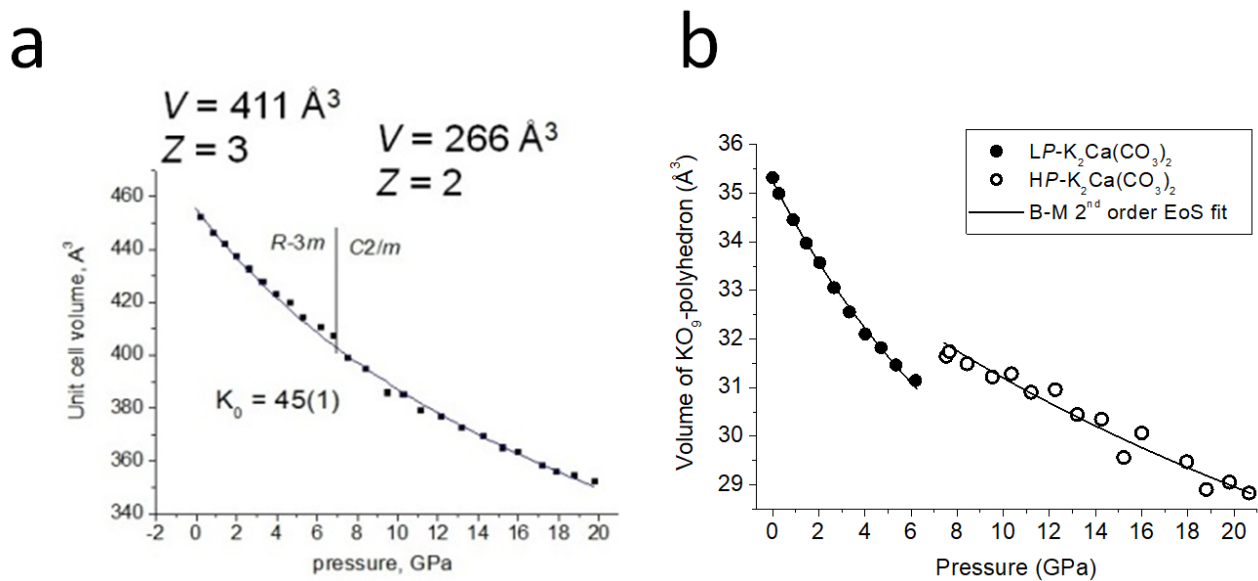 a
V = 411 Å³
Z = 3
V = 266 Å³
Z = 2
460
440
420
400
380
360
340
Unit cell volume, A³
R-3m
C2/m
K₀ = 45(1)
-2 0 2 4 6 8 10 12 14 16 18 20
pressure, GPa
b
36
35
34
33
32
31
30
29
Volume of KO₉-polyhedron (Å³)
LP-K₂Ca(CO₃)₂
HP-K₂Ca(CO₃)₂
B-M 2ⁿᵈ order EoS fit
0 2 4 6 8 10 12 14 16 18 20
Pressure (GPa)